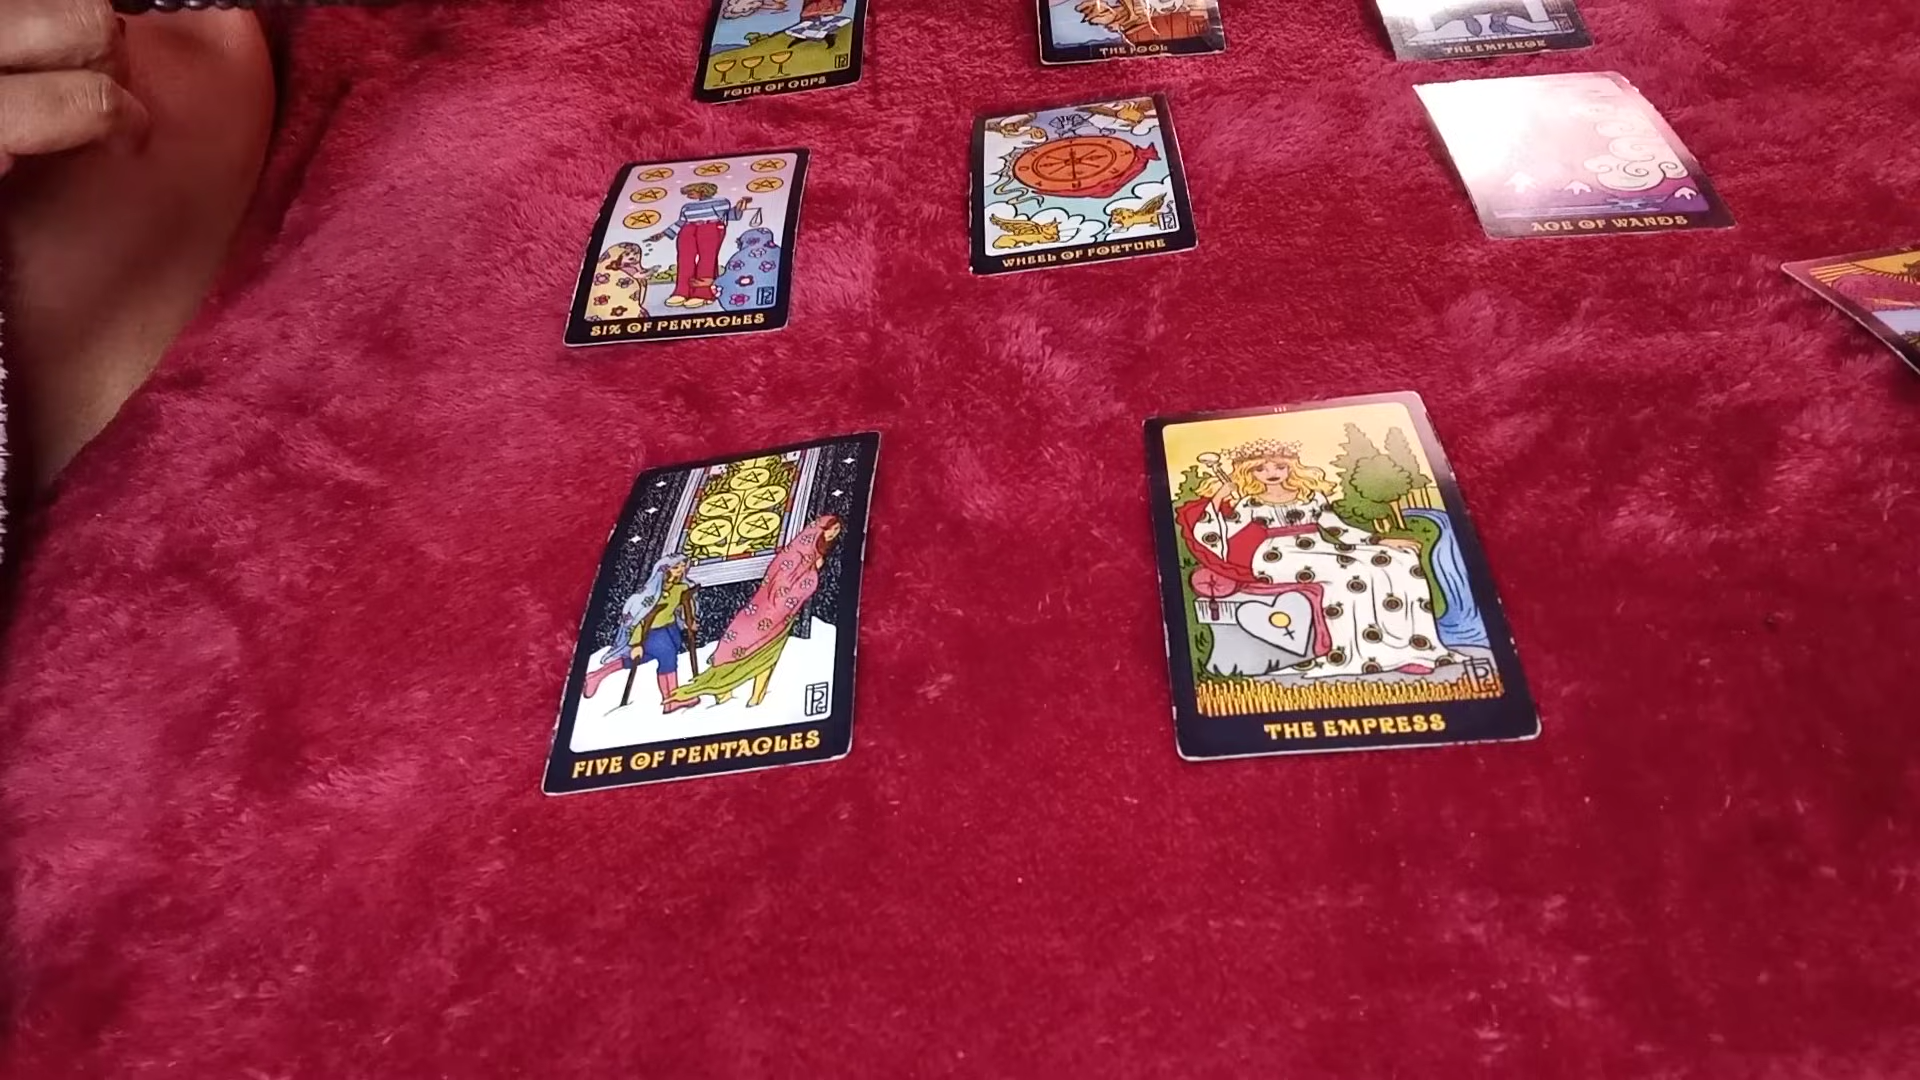 FOUR OF CUPS
THE FOOL
THE EMPEROR
WHEEL OF FORTUNE
ACE OF WANDS
SIX OF PENTACLES
III
THE EMPRESS
FIVE OF PENTACLES